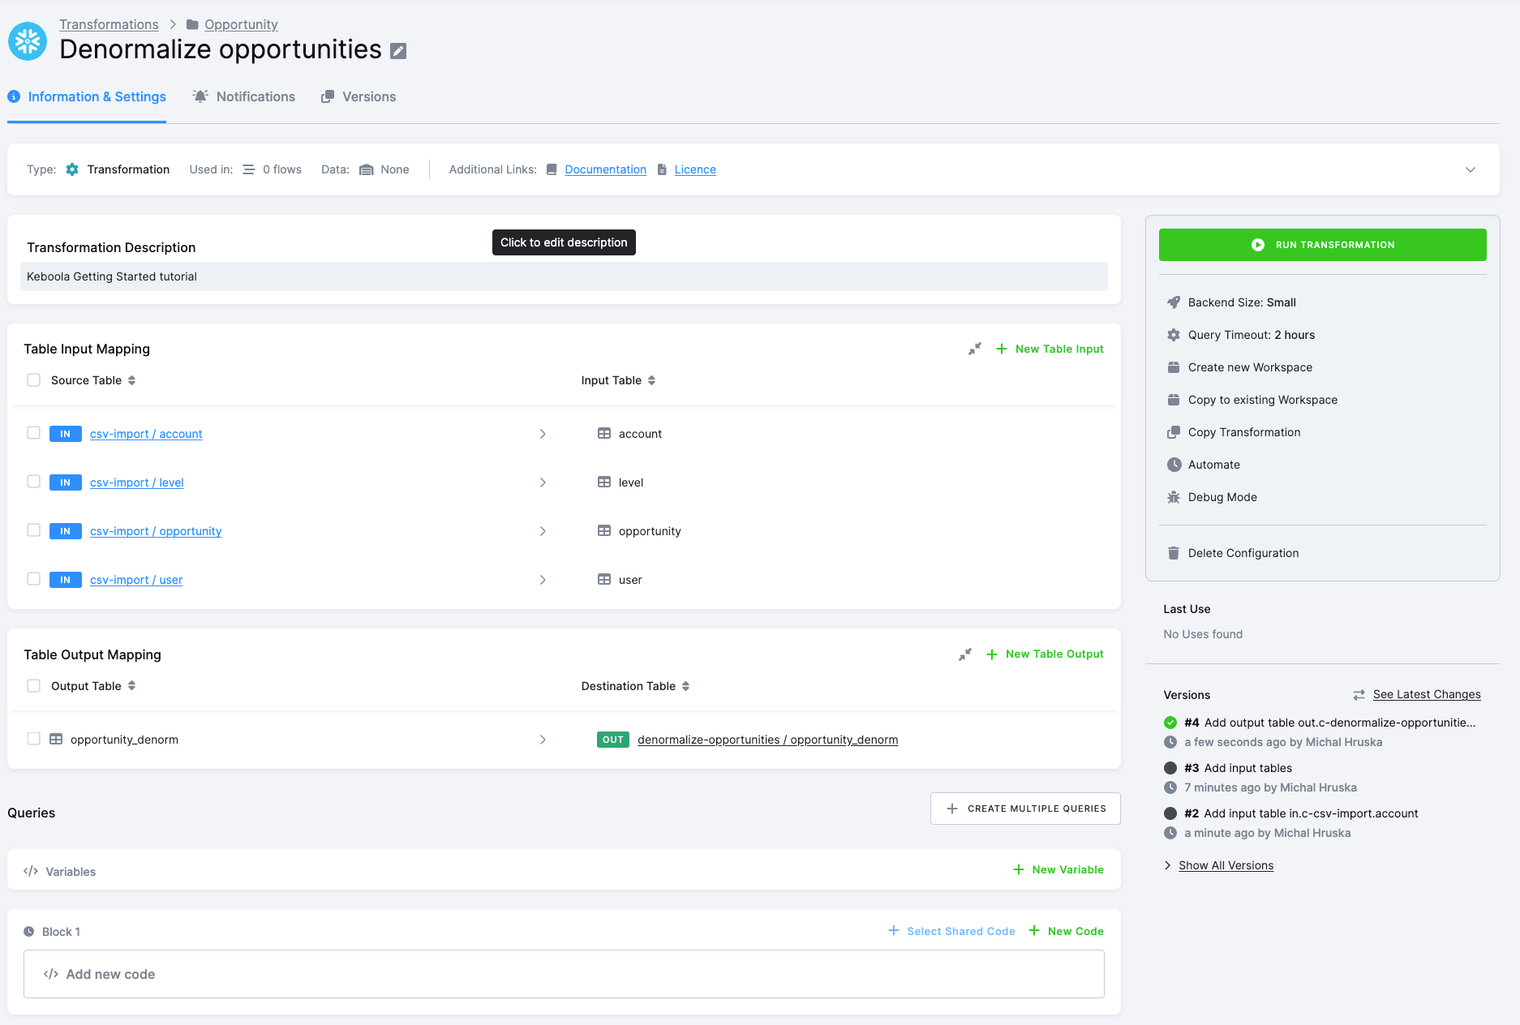 Transformations > Opportunity
Denormalize opportunities
Information & Settings Notifications Versions
Type: Transformation Used in: 0 flows Data: None Additional Links: Documentation Licence
Transformation Description
Click to edit description
Keboola Getting Started tutorial
Table Input Mapping
New Table Input
Source Table Input Table
IN csv-import / account account
IN csv-import / level level
IN csv-import / opportunity opportunity
IN csv-import / user user
Table Output Mapping
New Table Output
Output Table Destination Table
opportunity_denorm OUT denormalize-opportunities / opportunity_denorm
Queries
CREATE MULTIPLE QUERIES
</> Variables New Variable
Block 1 Select Shared Code New Code
</> Add new code
RUN TRANSFORMATION
Backend Size: Small
Query Timeout: 2 hours
Create new Workspace
Copy to existing Workspace
Copy Transformation
Automate
Debug Mode
Delete Configuration
Last Use
No Uses found
Versions See Latest Changes
#4 Add output table out.c-denormalize-opportunitie...
a few seconds ago by Michal Hruska
#3 Add input tables
7 minutes ago by Michal Hruska
#2 Add input table in.c-csv-import.account
a minute ago by Michal Hruska
Show All Versions